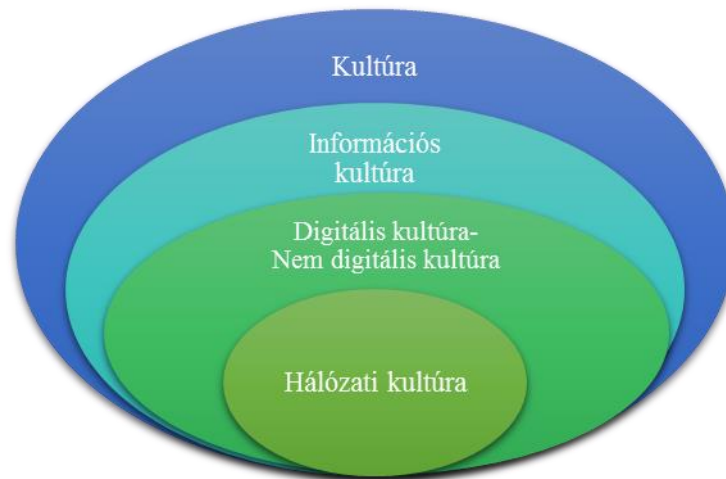 Kultúra
Információs
kultúra
Digitális kultúra-
Nem digitális kultúra
Hálózati kultúra